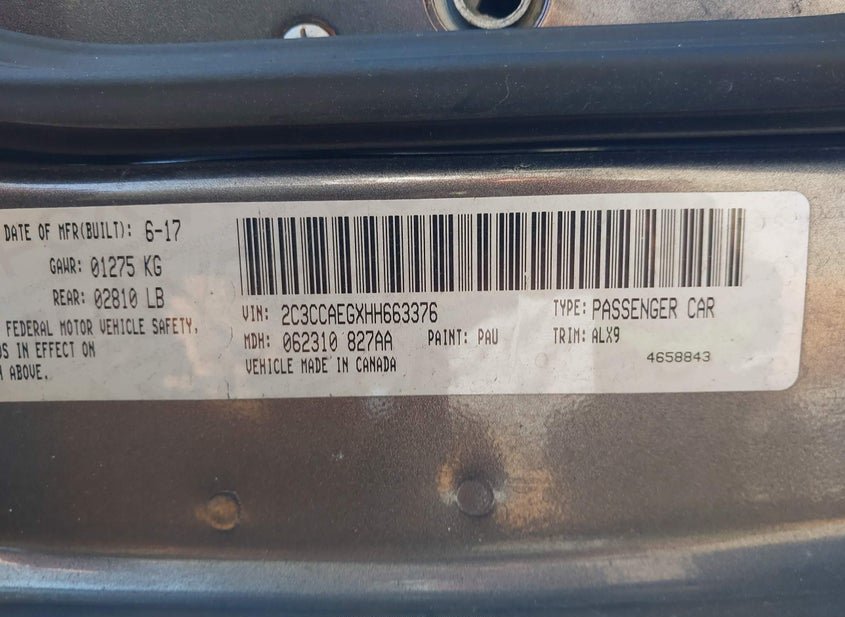 DATE OF MFR(BUILT): 6-17
GAWR: 01275 KG
REAR: 02810 LB
FEDERAL MOTOR VEHICLE SAFETY,
IN EFFECT ON
ABOVE.
VIN: 2C3CCAEGXHH663376
TYPE: PASSENGER CAR
MDH: 062310 827AA
PAINT: PAU
TRIM: ALX9
VEHICLE MADE IN CANADA
4658843